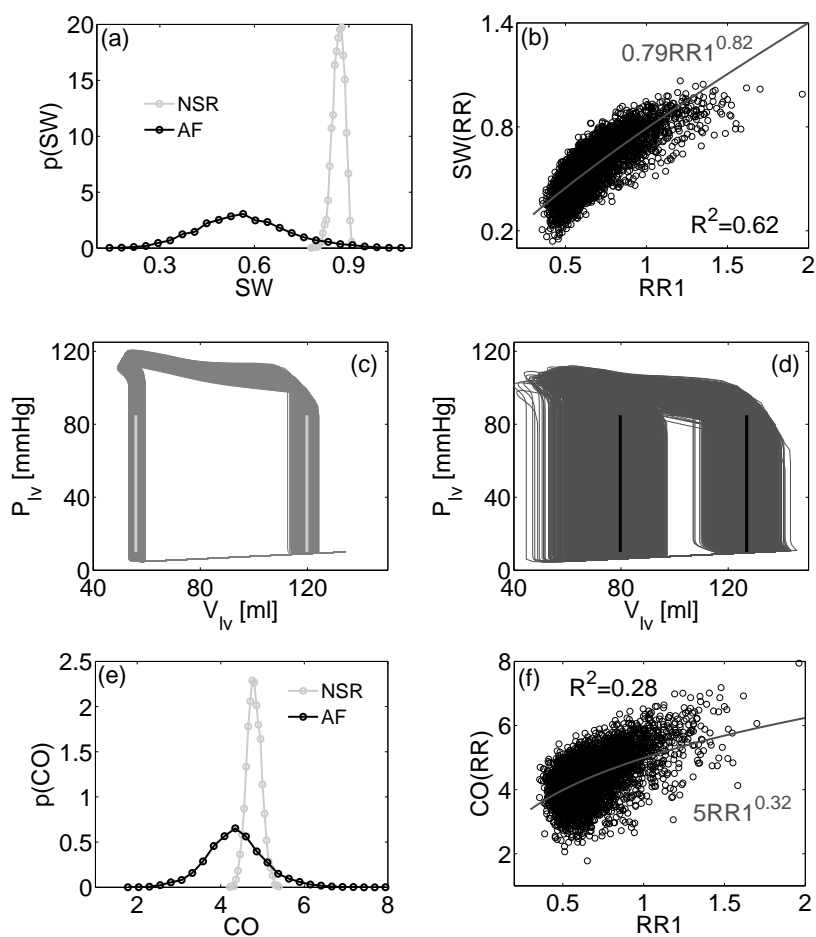 (a)
20
15
10
5
0
p(SW)
NSR
AF
0.3 0.6 0.9
SW
(b)
1.4
0.8
0.2
SW(RR)
0.79RR1^0.82
R^2=0.62
0.5 1 1.5 2
RR1
(c)
120
80
40
0
P_lv [mmHg]
40 80 120
V_lv [ml]
(d)
120
80
40
0
P_lv [mmHg]
40 80 120
V_lv [ml]
(e)
2.5
2
1.5
1
0.5
0
p(CO)
NSR
AF
2 4 6 8
CO
(f)
8
6
4
2
CO(RR)
R^2=0.28
5RR1^0.32
0.5 1 1.5 2
RR1